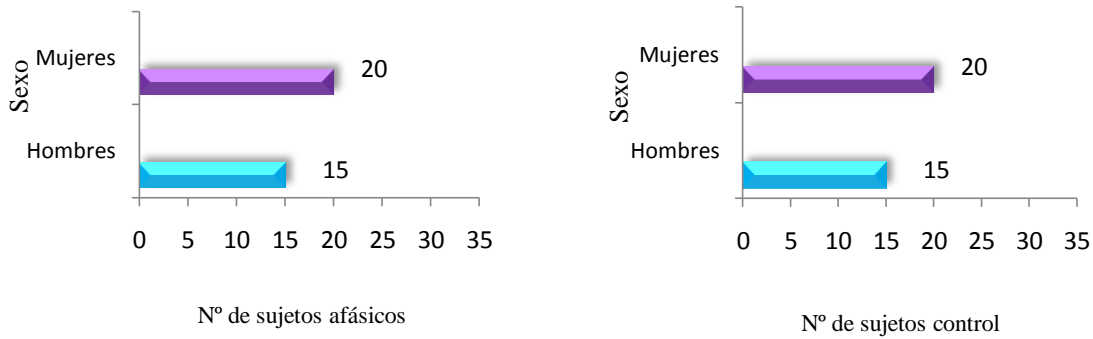 Sexo
Mujeres
20
Hombres
15
0 5 10 15 20 25 30 35
Nº de sujetos afásicos
Sexo
Mujeres
20
Hombres
15
0 5 10 15 20 25 30 35
Nº de sujetos control